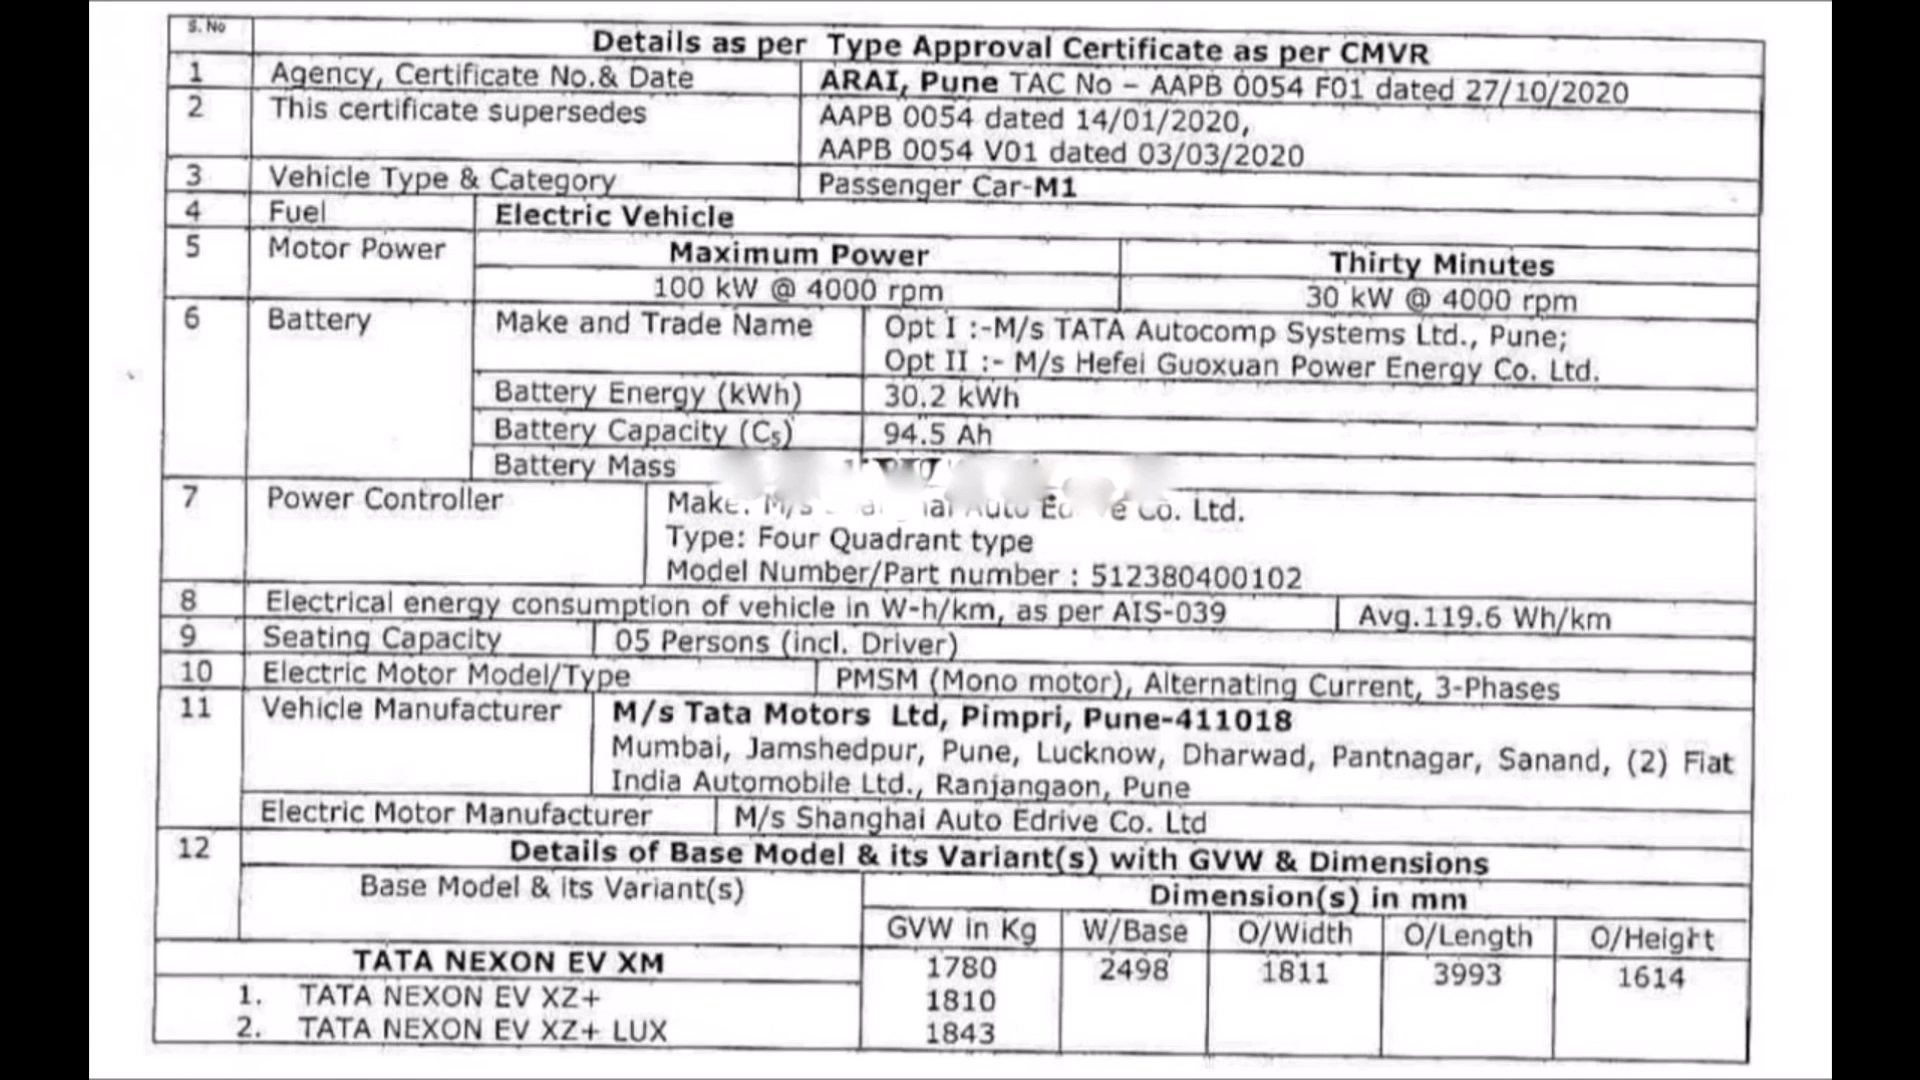 S. No
Details as per Type Approval Certificate as per CMVR
1 Agency, Certificate No.& Date ARAI, Pune TAC No – AAPB 0054 F01 dated 27/10/2020
2 This certificate supersedes AAPB 0054 dated 14/01/2020,
AAPB 0054 V01 dated 03/03/2020
3 Vehicle Type & Category Passenger Car-M1
4 Fuel Electric Vehicle
5 Motor Power Maximum Power Thirty Minutes
100 kW @ 4000 rpm 30 kW @ 4000 rpm
6 Battery Make and Trade Name Opt I :-M/s TATA Autocomp Systems Ltd., Pune;
Opt II :- M/s Hefei Guoxuan Power Energy Co. Ltd.
Battery Energy (kWh) 30.2 kWh
Battery Capacity (C5) 94.5 Ah
Battery Mass
7 Power Controller Make: M/s Auto Co. Ltd.
Type: Four Quadrant type
Model Number/Part number : 512380400102
8 Electrical energy consumption of vehicle in W-h/km, as per AIS-039 Avg.119.6 Wh/km
9 Seating Capacity 05 Persons (incl. Driver)
10 Electric Motor Model/Type PMSM (Mono motor), Alternating Current, 3-Phases
11 Vehicle Manufacturer M/s Tata Motors Ltd, Pimpri, Pune-411018
Mumbai, Jamshedpur, Pune, Lucknow, Dharwad, Pantnagar, Sanand, (2) Fiat
India Automobile Ltd., Ranjangaon, Pune
Electric Motor Manufacturer M/s Shanghai Auto Edrive Co. Ltd
12 Details of Base Model & its Variant(s) with GVW & Dimensions
Base Model & its Variant(s) Dimension(s) in mm
GVW in Kg W/Base O/Width O/Length O/Height
TATA NEXON EV XM 1780 2498 1811 3993 1614
1. TATA NEXON EV XZ+ 1810
2. TATA NEXON EV XZ+ LUX 1843